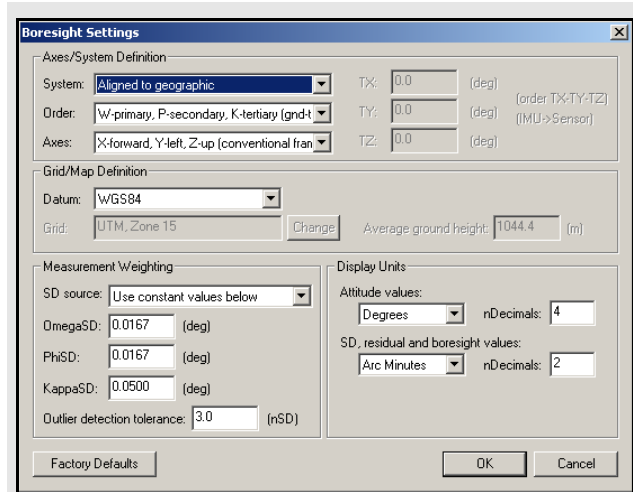 Boresight Settings
Axes/System Definition
System: Aligned to geographic
Order: W-primary, P-secondary, K-tertiary (gnd-t
Axes: X-forward, Y-left, Z-up (conventional fran
TX: 0.0 (deg)
TY: 0.0 (deg)
TZ: 0.0 (deg)
(order TX-TY-TZ)
(IMU->Sensor)
Grid/Map Definition
Datum: WGS84
Grid: UTM, Zone 15 Change Average ground height: 1044.4 (m)
Measurement Weighting
SD source: Use constant values below
OmegaSD: 0.0167 (deg)
PhiSD: 0.0167 (deg)
KappaSD: 0.0500 (deg)
Outlier detection tolerance: 3.0 (nSD)
Display Units
Attitude values:
Degrees nDecimals: 4
SD, residual and boresight values:
Arc Minutes nDecimals: 2
Factory Defaults OK Cancel